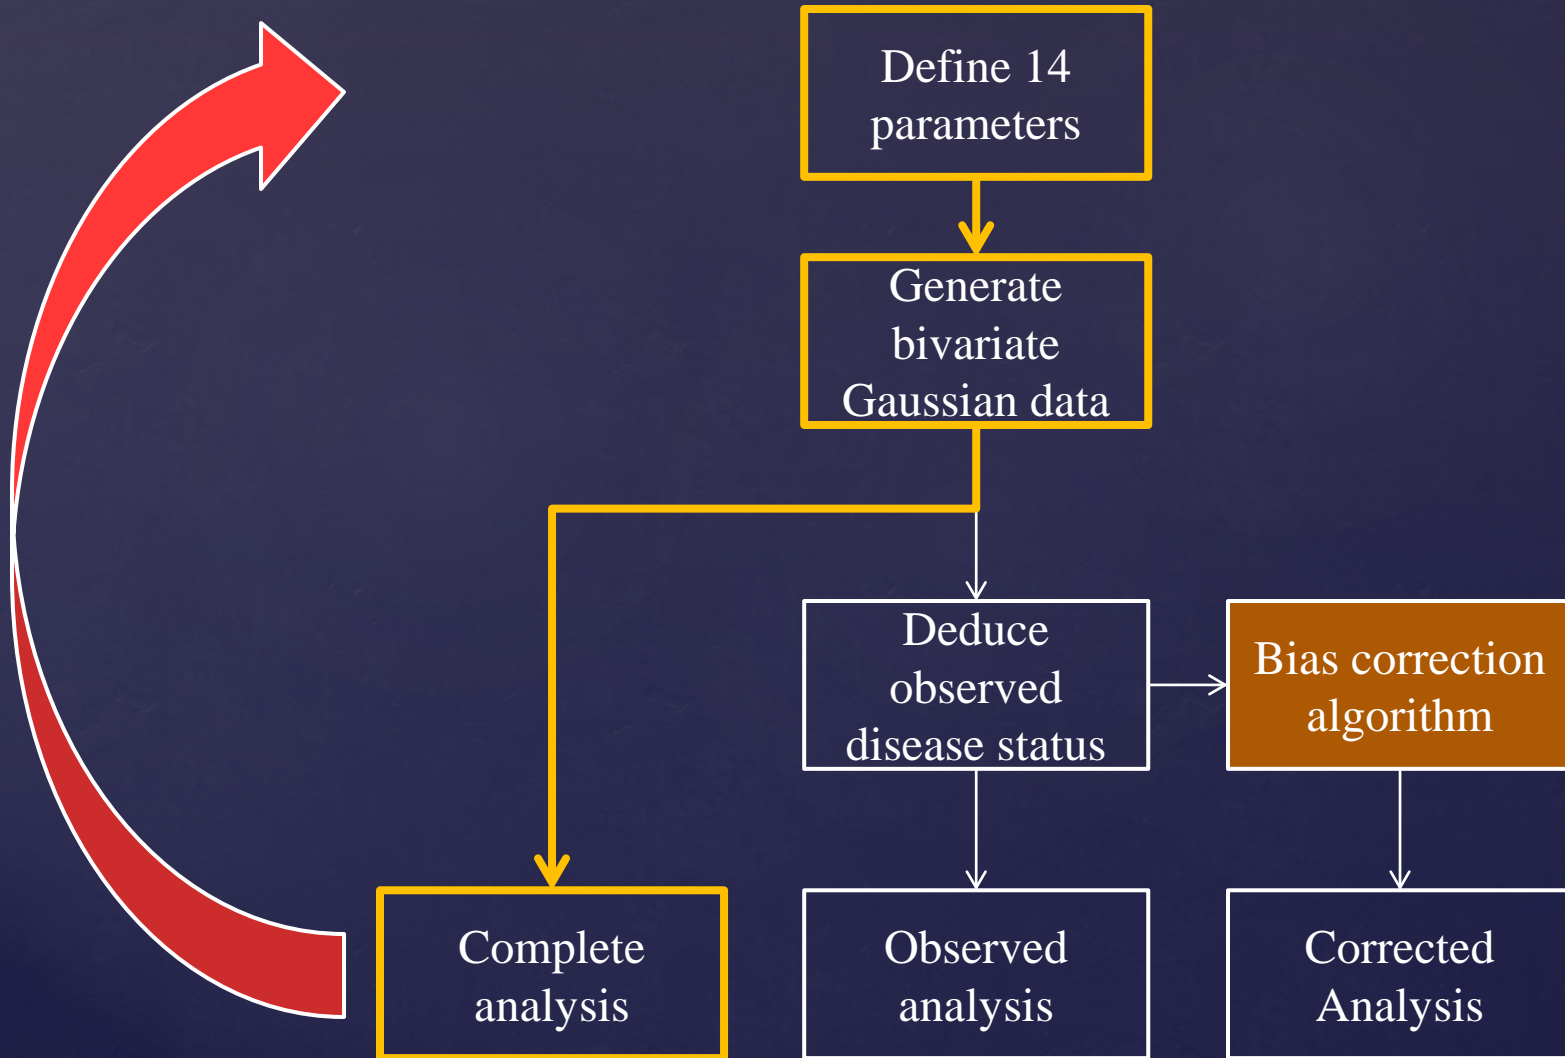 Define 14
parameters
Generate
bivariate
Gaussian data
Deduce
observed
disease status
Bias correction
algorithm
Complete
analysis
Observed
analysis
Corrected
Analysis